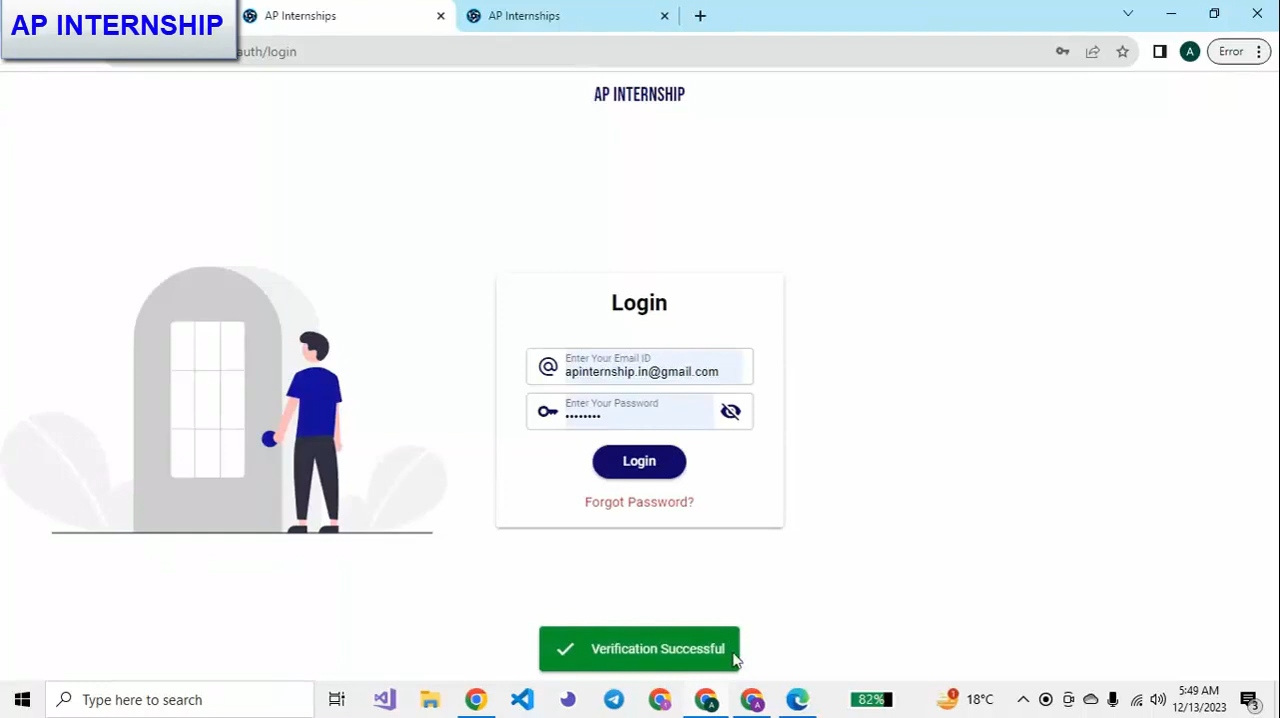 AP INTERNSHIP
AP Internships
AP Internships
auth/login
Error
AP INTERNSHIP
Login
Enter Your Email ID
apinternship.in@gmail.com
Enter Your Password
••••••••
Login
Forgot Password?
Verification Successful
Type here to search
82%
1
18°C
5:49 AM
12/13/2023
3